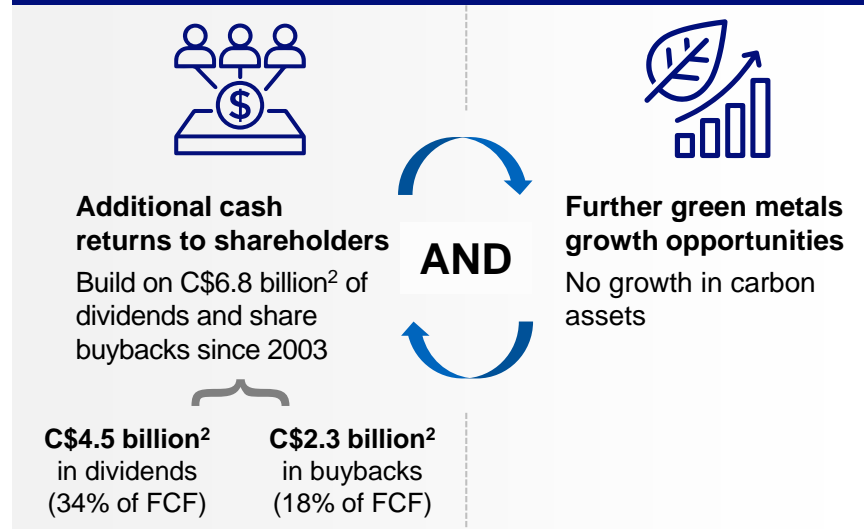 $
Additional cash
returns to shareholders
Build on C$6.8 billion² of
dividends and share
buybacks since 2003
C$4.5 billion²
in dividends
(34% of FCF)
C$2.3 billion²
in buybacks
(18% of FCF)
AND
Further green metals
growth opportunities
No growth in carbon
assets